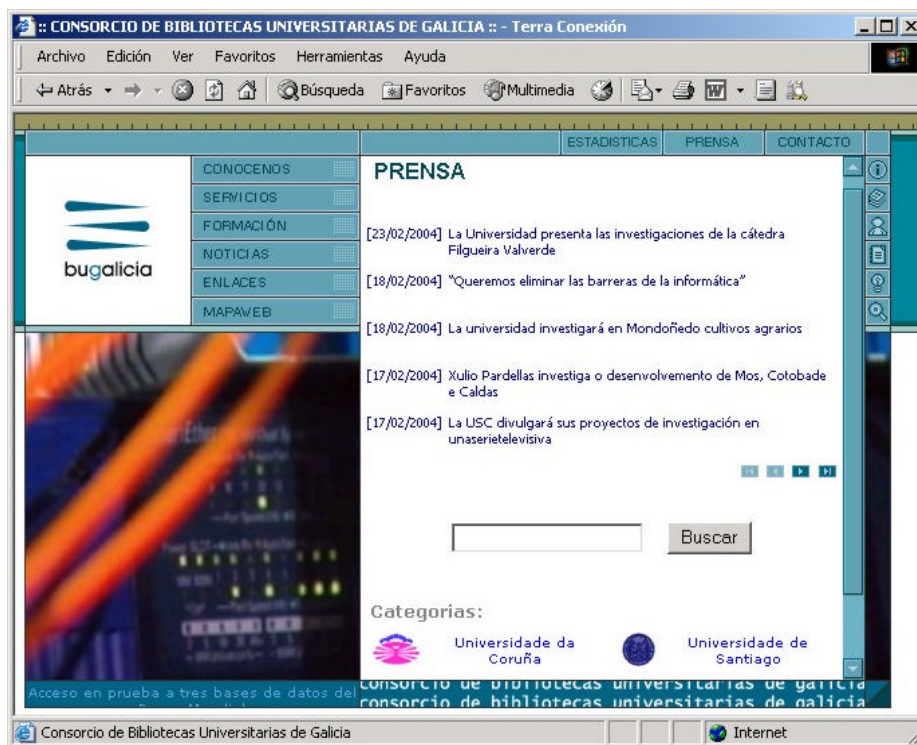 :: CONSORCIO DE BIBLIOTECAS UNIVERSITARIAS DE GALICIA :: - Terra Conexión
Archivo Edición Ver Favoritos Herramientas Ayuda
Atrás Búsqueda Favoritos Multimedia
ESTADISTICAS PRENSA CONTACTO
CONOCENOS
SERVICIOS
FORMACIÓN
NOTICIAS
ENLACES
MAPAWEB
bugalicia
PRENSA
[23/02/2004] La Universidad presenta las investigaciones de la cátedra
Filgueira Valverde
[18/02/2004] "Queremos eliminar las barreras de la informática"
[18/02/2004] La universidad investigará en Mondoñedo cultivos agrarios
[17/02/2004] Xulio Pardellas investiga o desenvolvemento de Mos, Cotobade
e Caldas
[17/02/2004] La USC divulgará sus proyectos de investigación en
unaserietelevisiva
Buscar
Categorias:
Universidade da
Coruña
Universidade de
Santiago
Acceso en prueba a tres bases de datos del
consorcio de bibliotecas universitarias de galicia
consorcio de bibliotecas universitarias de galicia
Consorcio de Bibliotecas Universitarias de Galicia
Internet